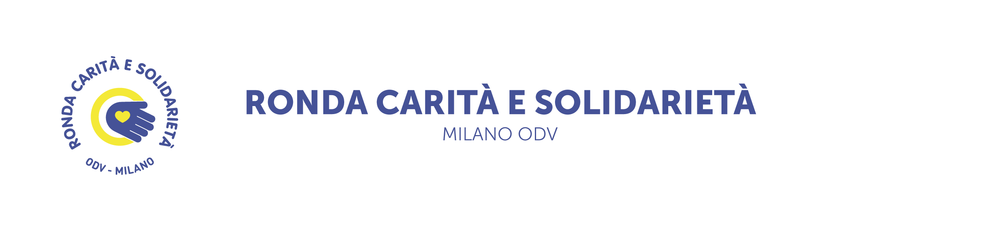 RONDA CARITÀ E SOLIDARIETÀ
ODV - MILANO
RONDA CARITÀ E SOLIDARIETÀ
MILANO ODV